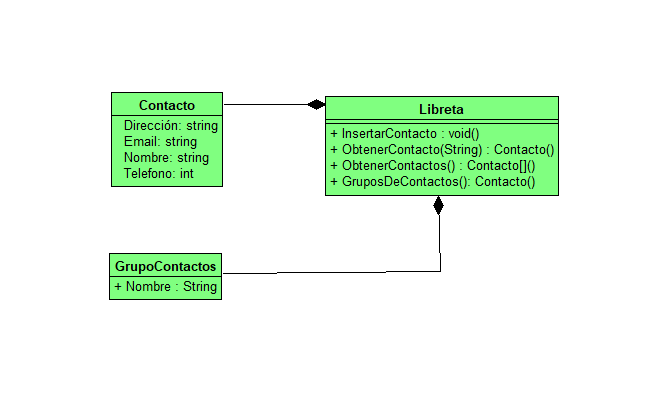 Contacto
Dirección: string
Email: string
Nombre: string
Telefono: int
Libreta
+ InsertarContacto : void()
+ ObtenerContacto(String) : Contacto()
+ ObtenerContactos() : Contacto[]()
+ GruposDeContactos(): Contacto()
GrupoContactos
+ Nombre : String